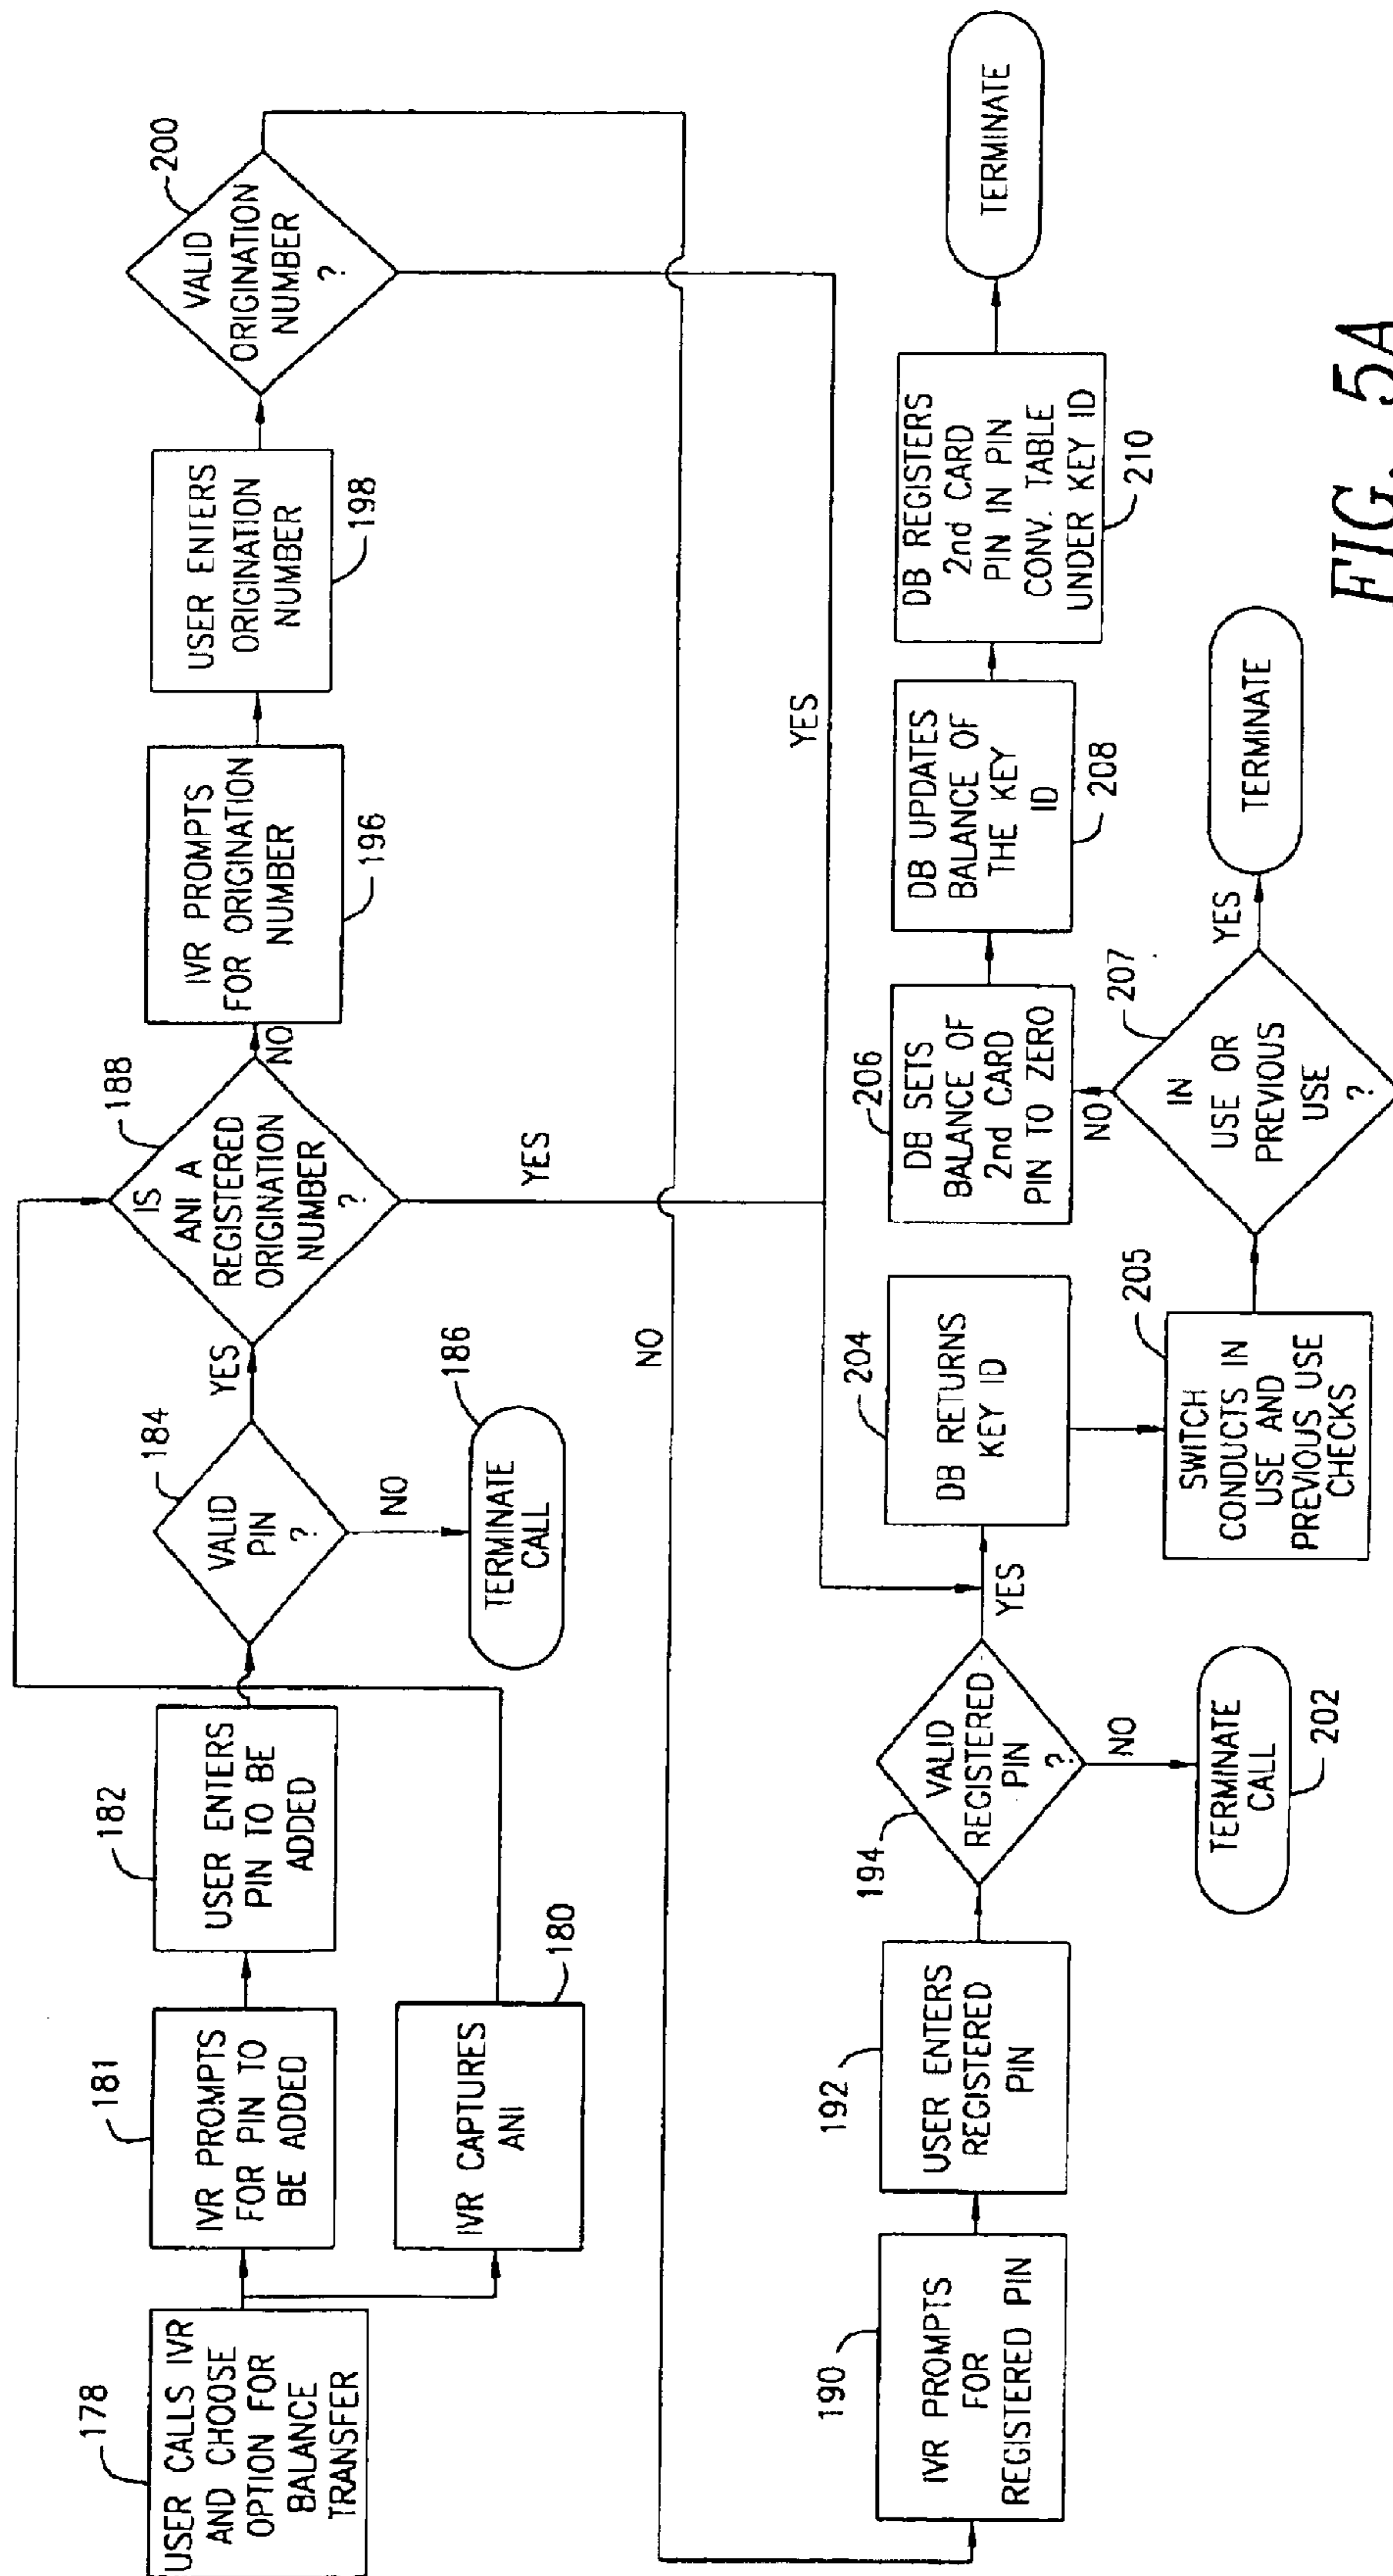 178
USER CALLS IVR
AND CHOOSE
OPTION FOR
BALANCE
TRANSFER
181
IVR PROMPTS
FOR PIN TO
BE ADDED
IVR CAPTURES
ANI
180
182
USER ENTERS
PIN TO BE
ADDED
184
VALID
PIN
?
YES
NO
186
TERMINATE
CALL
188
IS
ANI A
REGISTERED
ORIGINATION
NUMBER
?
NO
YES
IVR PROMPTS
FOR ORIGINATION
NUMBER
196
USER ENTERS
ORIGINATION
NUMBER
198
200
VALID
ORIGINATION
NUMBER
?
NO
YES
190
IVR PROMPTS
FOR
REGISTERED PIN
192
USER ENTERS
REGISTERED
PIN
194
VALID
REGISTERED
PIN
?
YES
NO
TERMINATE
CALL
202
204
DB RETURNS
KEY ID
205
SWITCH
CONDUCTS IN
USE AND
PREVIOUS USE
CHECKS
207
IN
USE OR
PREVIOUS
USE
?
NO
YES
TERMINATE
206
DB SETS
BALANCE OF
2nd CARD
PIN TO ZERO
DB UPDATES
BALANCE OF
THE KEY
ID
208
DB REGISTERS
2nd CARD
PIN IN PIN
CONV. TABLE
UNDER KEY ID
210
TERMINATE
FIG. 5A